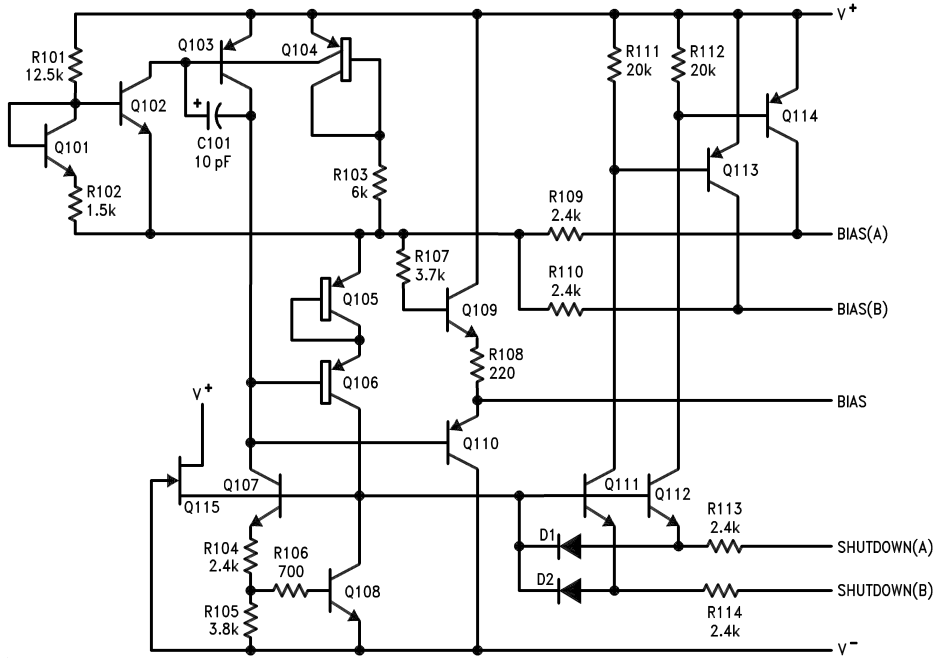 V+
R101
12.5k
Q103
Q104
R111
20k
R112
20k
Q102
+
C101
10 pF
Q101
R102
1.5k
R103
6k
Q114
Q113
R109
2.4k
BIAS(A)
R107
3.7k
Q105
Q109
R110
2.4k
BIAS(B)
R108
220
Q106
V+
BIAS
Q110
Q107
Q115
Q111
Q112
R113
2.4k
D1
SHUTDOWN(A)
R104
2.4k
R106
700
D2
SHUTDOWN(B)
Q108
R105
3.8k
R114
2.4k
V−